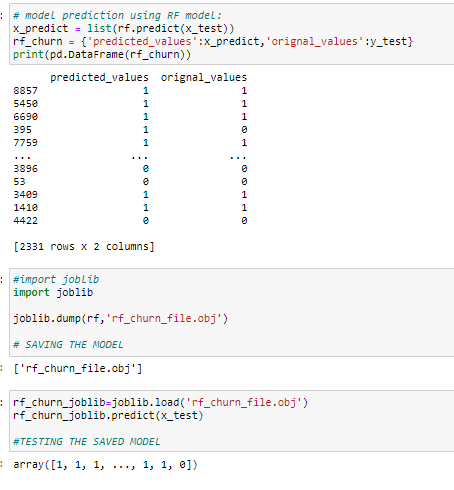 # model prediction using RF model:
x_predict = list(rf.predict(x_test))
rf_churn = {'predicted_values':x_predict,'orignal_values':y_test}
print(pd.DataFrame(rf_churn))
predicted_values orignal_values
8857 1 1
5450 1 1
6690 1 1
395 1 0
7759 1 1
... ... ...
3896 0 0
53 0 0
3409 1 1
1410 1 1
4422 0 0
[2331 rows x 2 columns]
#import joblib
import joblib
joblib.dump(rf,'rf_churn_file.obj')
# SAVING THE MODEL
['rf_churn_file.obj']
rf_churn_joblib=joblib.load('rf_churn_file.obj')
rf_churn_joblib.predict(x_test)
#TESTING THE SAVED MODEL
array([1, 1, 1, ..., 1, 1, 0])